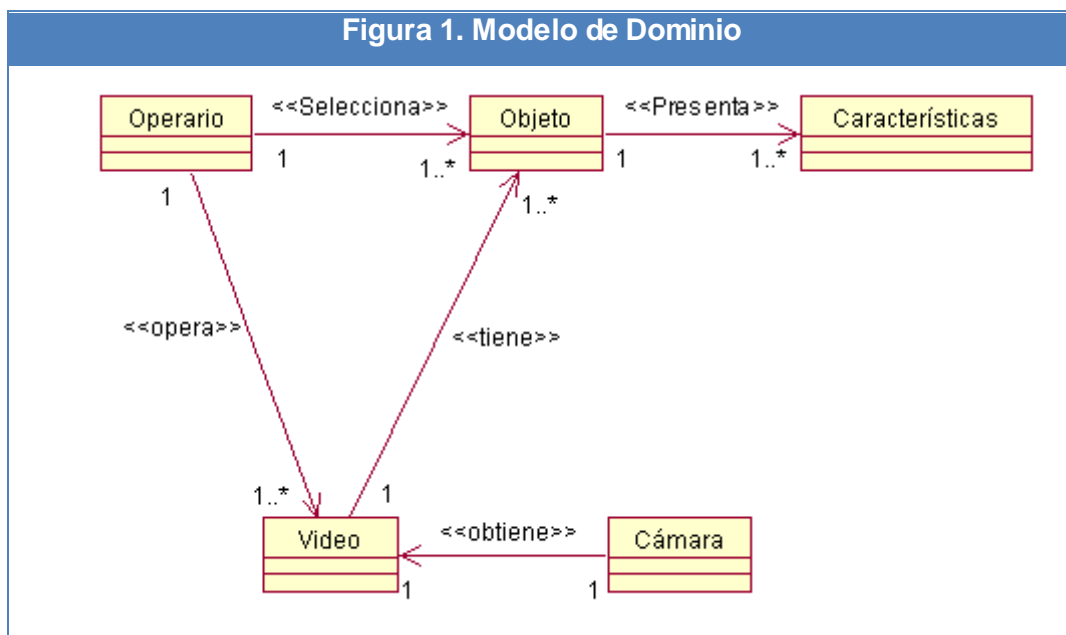 Figura 1. Modelo de Dominio
Operario
<<Selecciona>>
Objeto
<<Presenta>>
Características
1
1..*
1
1..*
1
1..*
<<opera>>
<<tiene>>
1..*
1
Video
<<obtiene>>
Cámara
1
1